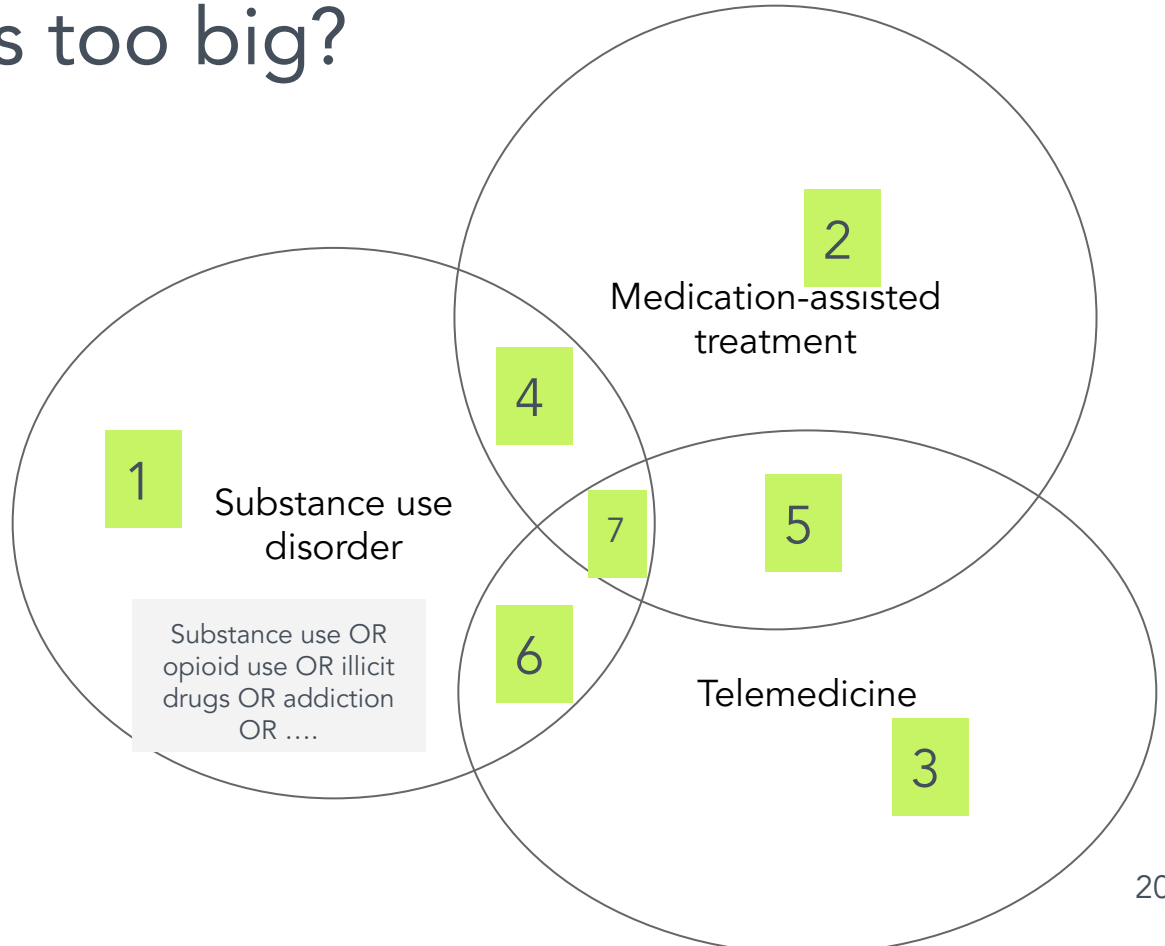 s too big?
2
Medication-assisted
treatment
4
1
Substance use
disorder
7
5
Substance use OR
opioid use OR illicit
drugs OR addiction
OR ....
6
Telemedicine
3
20